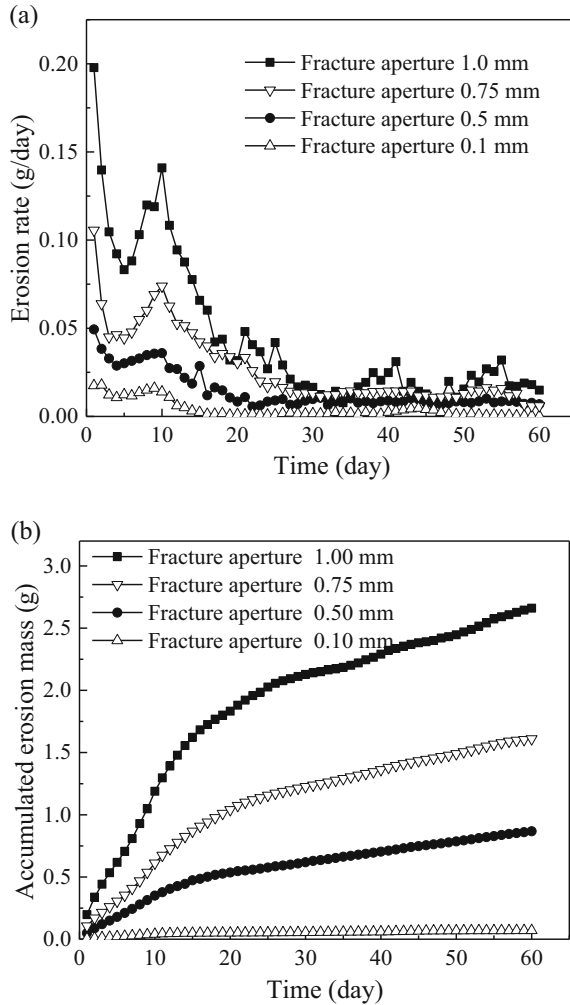 (a)
0.20
0.15
0.10
0.05
0.00
Erosion rate (g/day)
Fracture aperture 1.0 mm
Fracture aperture 0.75 mm
Fracture aperture 0.5 mm
Fracture aperture 0.1 mm
0 10 20 30 40 50 60
Time (day)
(b)
3.0
2.5
2.0
1.5
1.0
0.5
0.0
Accumulated erosion mass (g)
Fracture aperture 1.00 mm
Fracture aperture 0.75 mm
Fracture aperture 0.50 mm
Fracture aperture 0.10 mm
0 10 20 30 40 50 60
Time (day)